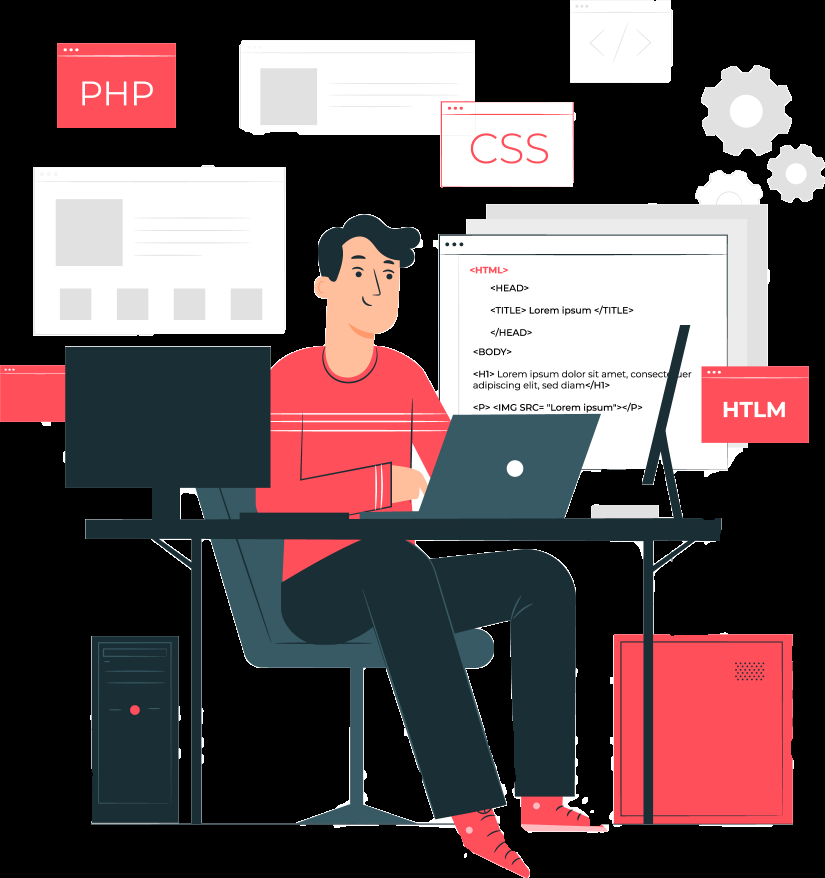 </>
PHP
CSS
<HTML>
<HEAD>
<TITLE> Lorem ipsum </TITLE>
</HEAD>
<BODY>
<H1> Lorem ipsum dolor sit amet, consectetuer
adipiscing elit, sed diam</H1>
<P> <IMG SRC= "Lorem ipsum"></P>
HTLM